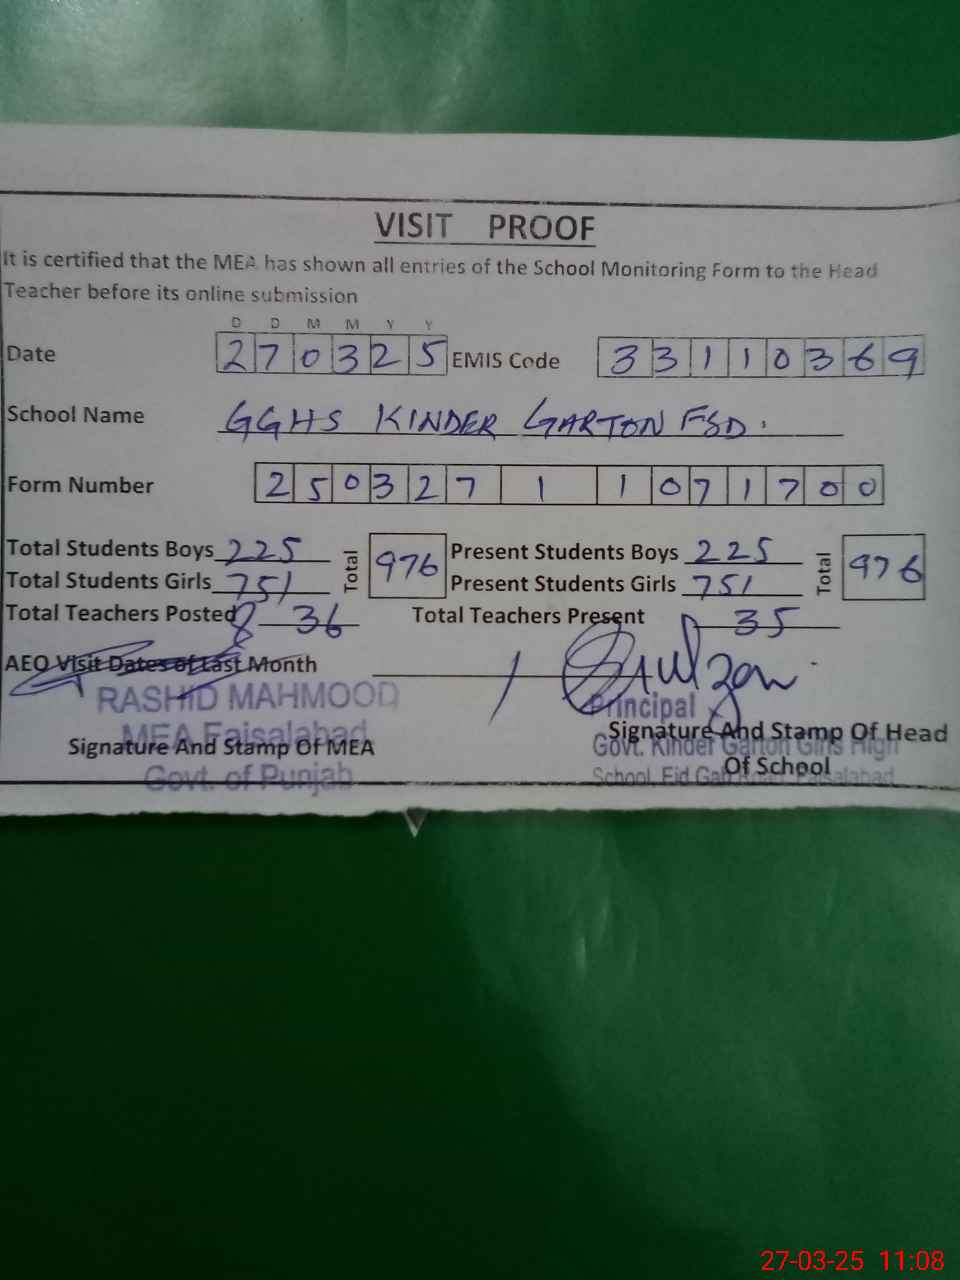 VISIT PROOF
It is certified that the MEA has shown all entries of the School Monitoring Form to the Head
Teacher before its online submission
D D M M Y Y
Date 270325 EMIS Code 33110369
School Name GGHS KINDER GARTON FSD.
Form Number 25032711071700
Total Students Boys 225 Total 976 Present Students Boys 225 Total 976
Total Students Girls 751 Present Students Girls 751
Total Teachers Posted 36 Total Teachers Present 35
AEO Visit Dates of Last Month
RASHID MAHMOOD
MEA Faisalabad
Govt. of Punjab
Signature And Stamp Of MEA
Principal
Govt. Kinder Garton Girls High
School, Eid Gah Road, Faisalabad
Signature And Stamp Of Head
Of School
27-03-25 11:08